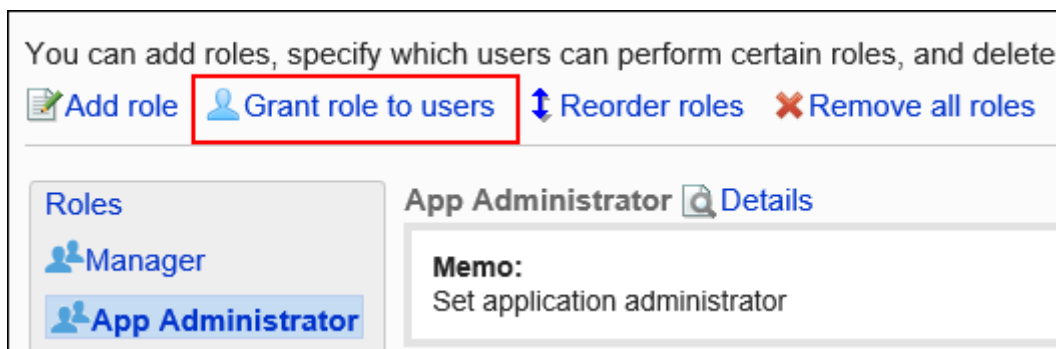 You can add roles, specify which users can perform certain roles, and delete
Add role Grant role to users Reorder roles Remove all roles
Roles
App Administrator Details
Manager
Memo:
Set application administrator
App Administrator